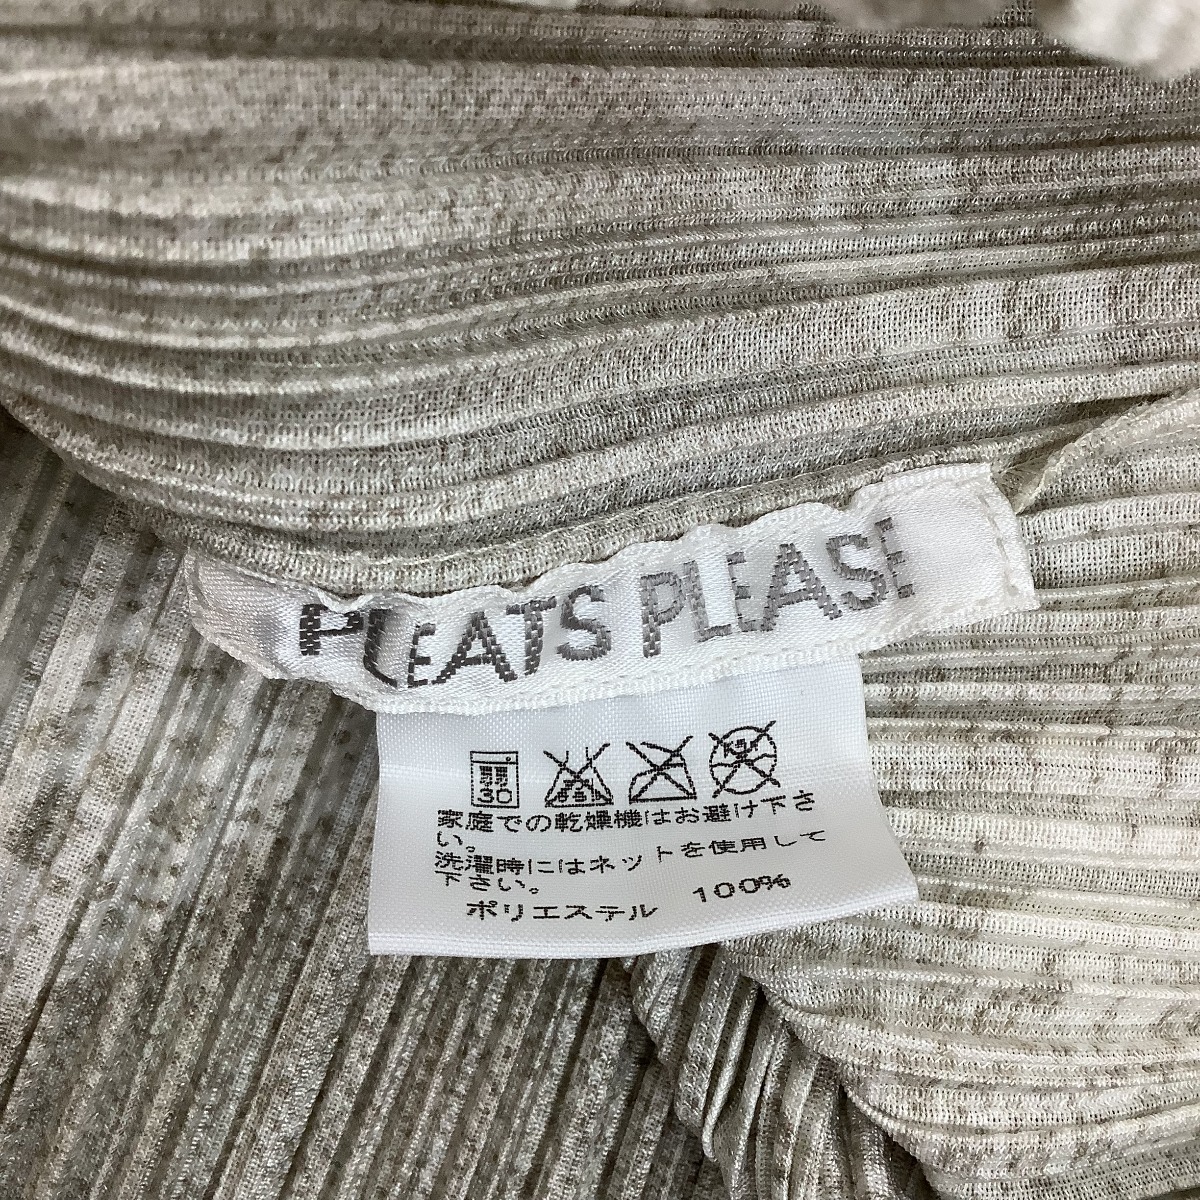 PLEATS PLEASE
弱
30
家庭での乾燥機はお避け下さ
い。
洗濯時にはネットを使用して
下さい。
ポリエステル 100%